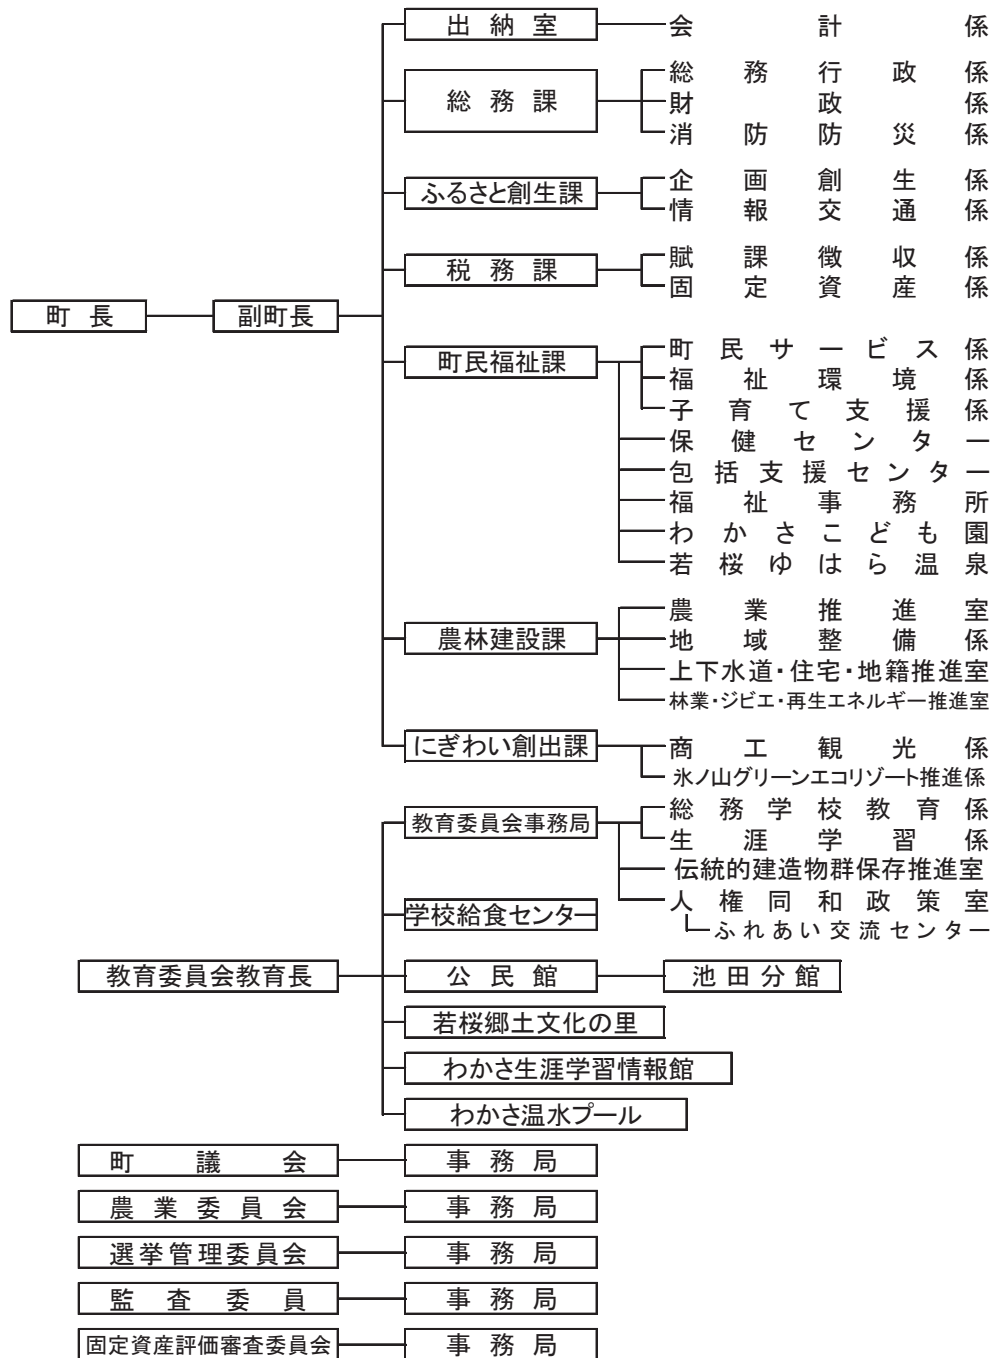 出納室 会計係
総務課 総務行政係
財政係
消防防災係
ふるさと創生課 企画創生係
情報交通係
税務課 賦課徴収係
固定資産係
町長 副町長
町民福祉課 町民サービス係
福祉環境係
子育て支援係
保健センター
包括支援センター
福祉事務所
わかさこども園
若桜ゆはら温泉
農林建設課 農業推進室
地域整備係
上下水道・住宅・地籍推進室
林業・ジビエ・再生エネルギー推進室
にぎわい創出課 商工観光係
氷ノ山グリーンエコリゾート推進係
教育委員会事務局 総務学校教育係
生涯学習係
伝統的建造物群保存推進室
人権同和政策室
学校給食センター
ふれあい交流センター
教育委員会教育長 公民館 池田分館
若桜郷土文化の里
わかさ生涯学習情報館
わかさ温水プール
町議会 事務局
農業委員会 事務局
選挙管理委員会 事務局
監査委員 事務局
固定資産評価審査委員会 事務局